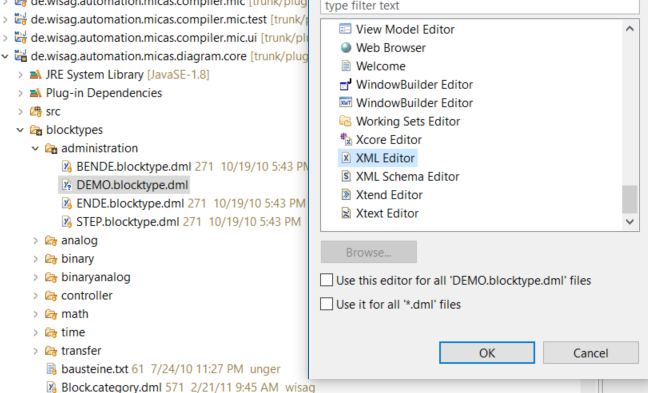 de.wisag.automation.micas.compiler.mic [trunk/plug
de.wisag.automation.micas.compiler.mic.test [trunk/
de.wisag.automation.micas.compiler.mic.ui [trunk/plu
de.wisag.automation.micas.diagram.core [trunk/plug
JRE System Library [JavaSE-1.8]
Plug-in Dependencies
src
blocktypes
administration
BENDE.blocktype.dml 271 10/19/10 5:43 PM
DEMO.blocktype.dml
ENDE.blocktype.dml 271 10/19/10 5:43 PM
STEP.blocktype.dml 271 10/19/10 5:43 PM
analog
binary
binaryanalog
controller
math
time
transfer
bausteine.txt 61 7/24/10 11:27 PM unger
Block.category.dml 571 2/21/11 9:45 AM wisag
type filter text
View Model Editor
Web Browser
Welcome
WindowBuilder Editor
WindowBuilder Editor
Working Sets Editor
Xcore Editor
XML Editor
XML Schema Editor
Xtend Editor
Xtext Editor
Browse...
Use this editor for all 'DEMO.blocktype.dml' files
Use it for all '*.dml' files
OK
Cancel